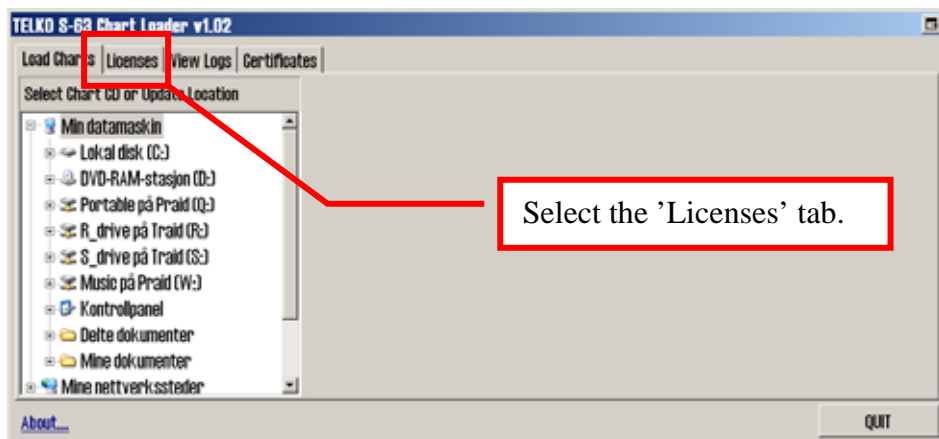 TELKO S-63 Chart Loader v1.02
Load Charts Licenses View Logs Certificates
Select Chart CD or Update Location
Min datamaskin
Lokal disk (C:)
DVD-RAM-stasjon (D:)
Portable på Praid (Q:)
R_drive på Traid (R:)
S_drive på Traid (S:)
Music på Praid (W:)
Kontrollpanel
Delte dokumenter
Mine dokumenter
Mine nettverkssteder
Select the ’Licenses’ tab.
About...
QUIT